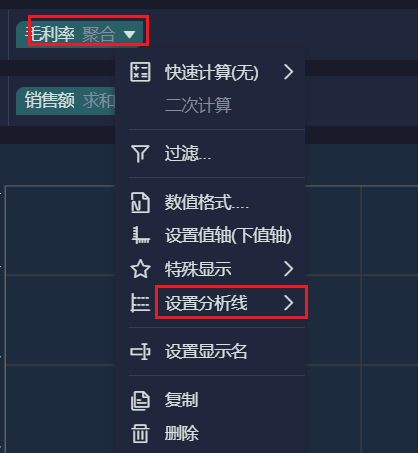 毛利率 聚合
销售额 求和
快速计算(无)
二次计算
过滤...
数值格式....
设置值轴(下值轴)
特殊显示
设置分析线
设置显示名
复制
删除